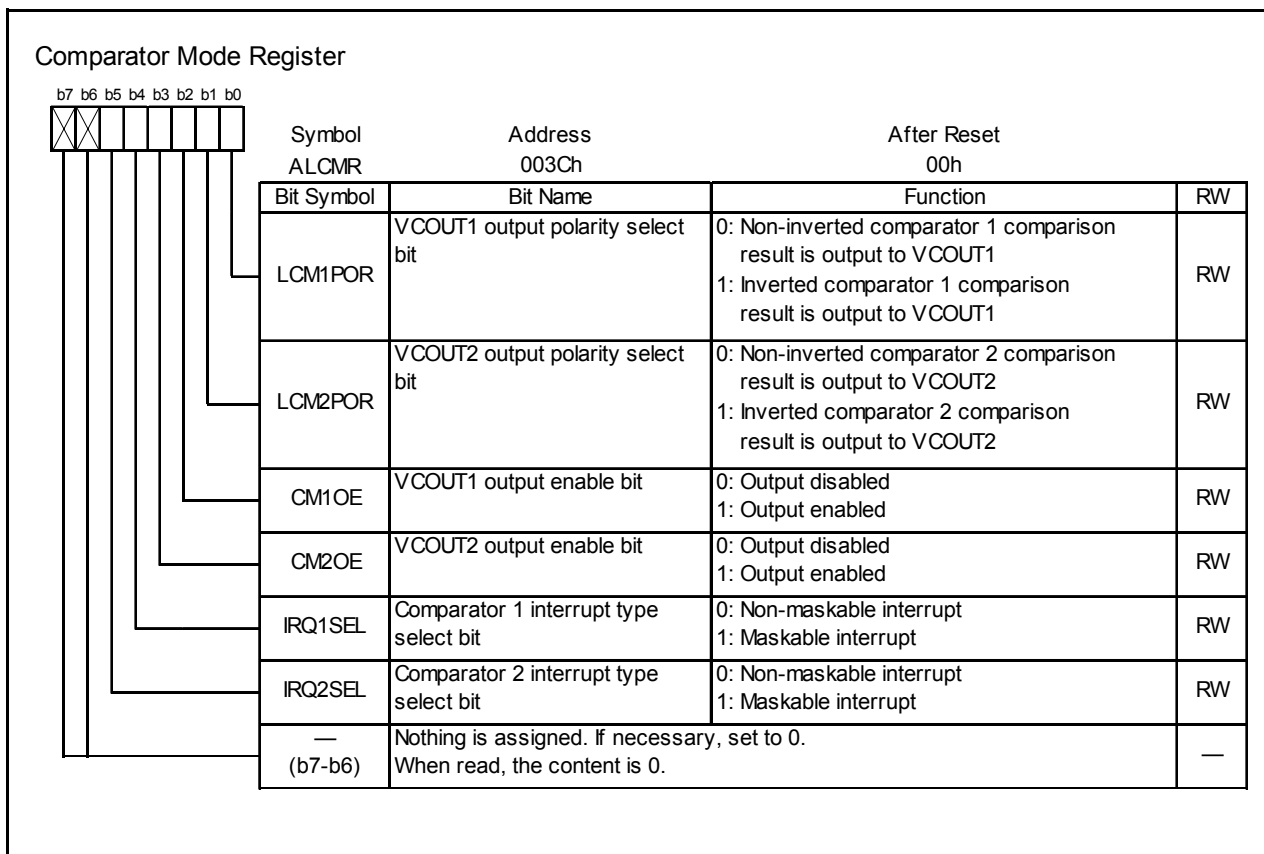 Comparator Mode Register
b7 b6 b5 b4 b3 b2 b1 b0
Symbol Address After Reset
ALCMR 003Ch 00h
Bit Symbol Bit Name Function RW
LCM1POR
VCOUT1 output polarity select
bit
0: Non-inverted comparator 1 comparison
result is output to VCOUT1
1: Inverted comparator 1 comparison
result is output to VCOUT1
RW
LCM2POR
VCOUT2 output polarity select
bit
0: Non-inverted comparator 2 comparison
result is output to VCOUT2
1: Inverted comparator 2 comparison
result is output to VCOUT2
RW
CM1OE
VCOUT1 output enable bit
0: Output disabled
1: Output enabled
RW
CM2OE
VCOUT2 output enable bit
0: Output disabled
1: Output enabled
RW
IRQ1SEL
Comparator 1 interrupt type
select bit
0: Non-maskable interrupt
1: Maskable interrupt
RW
IRQ2SEL
Comparator 2 interrupt type
select bit
0: Non-maskable interrupt
1: Maskable interrupt
RW
—
(b7-b6)
Nothing is assigned. If necessary, set to 0.
When read, the content is 0.
—